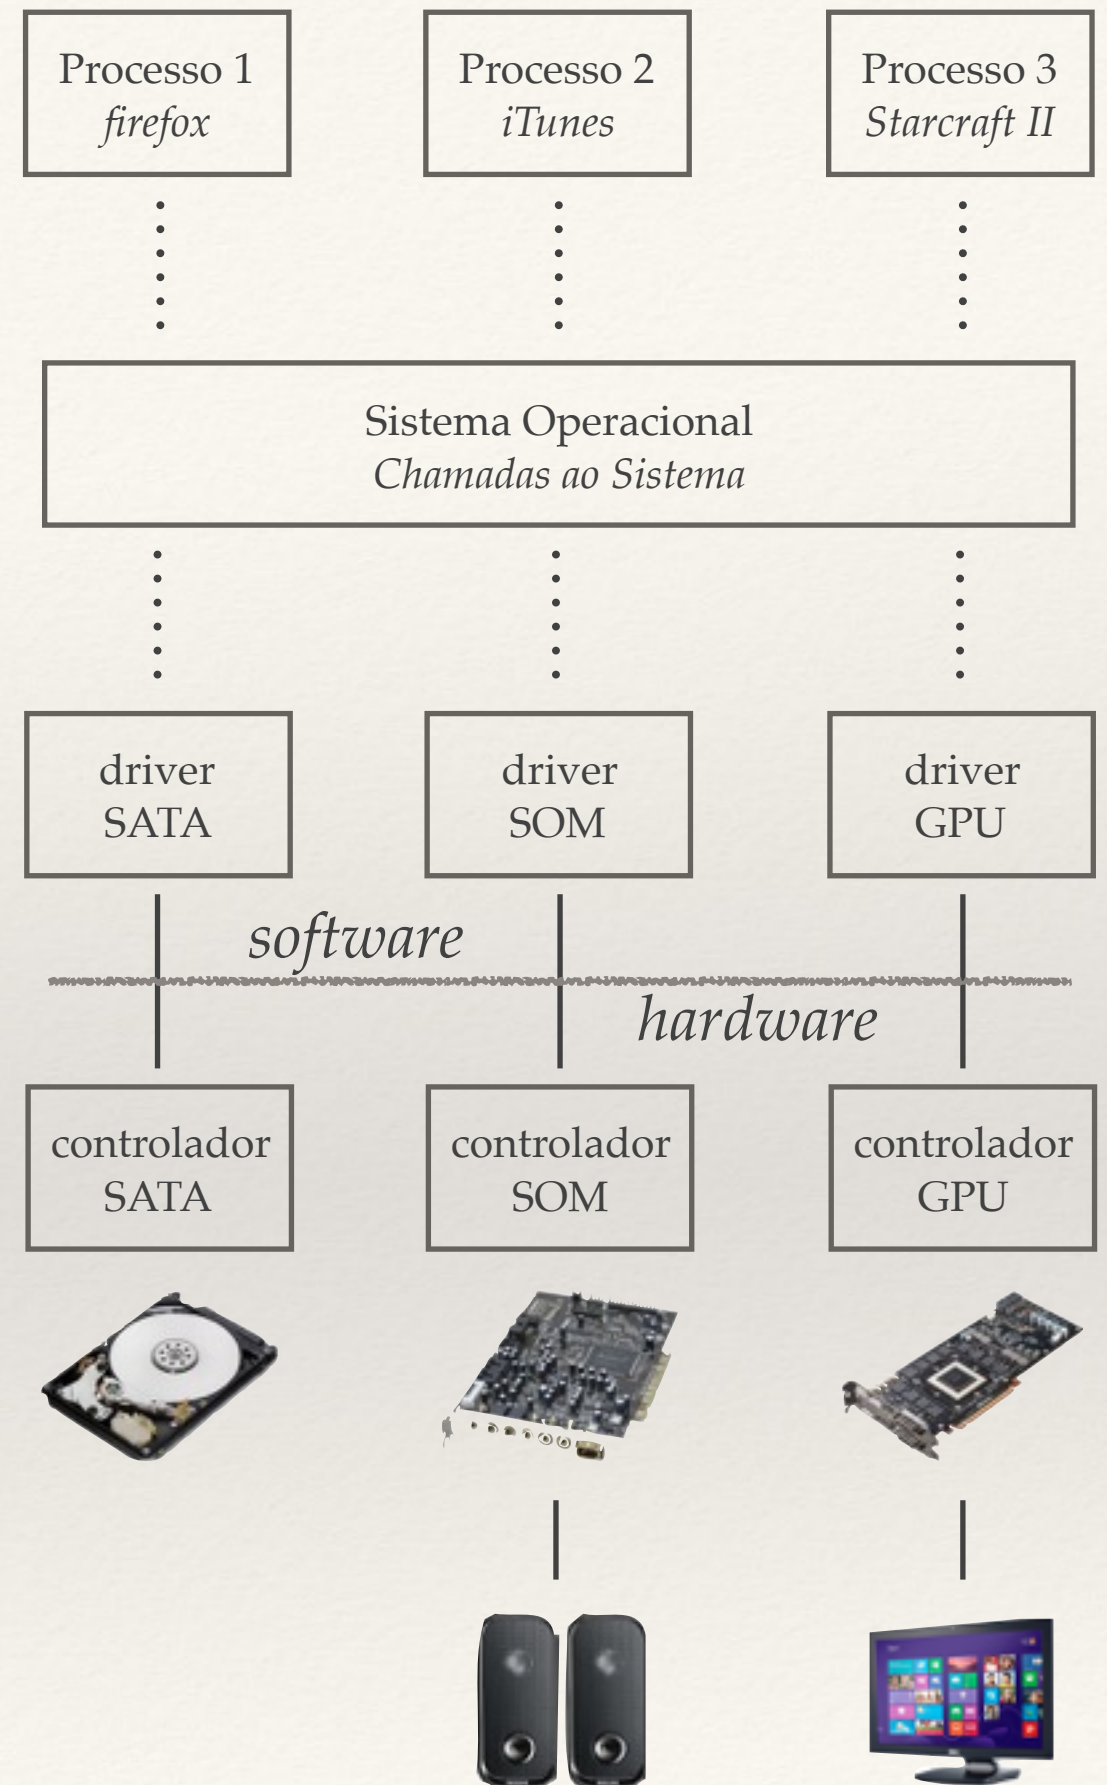 Processo 1
firefox
Processo 2
iTunes
Processo 3
Starcraft II
Sistema Operacional
Chamadas ao Sistema
driver
SATA
driver
SOM
driver
GPU
software
hardware
controlador
SATA
controlador
SOM
controlador
GPU